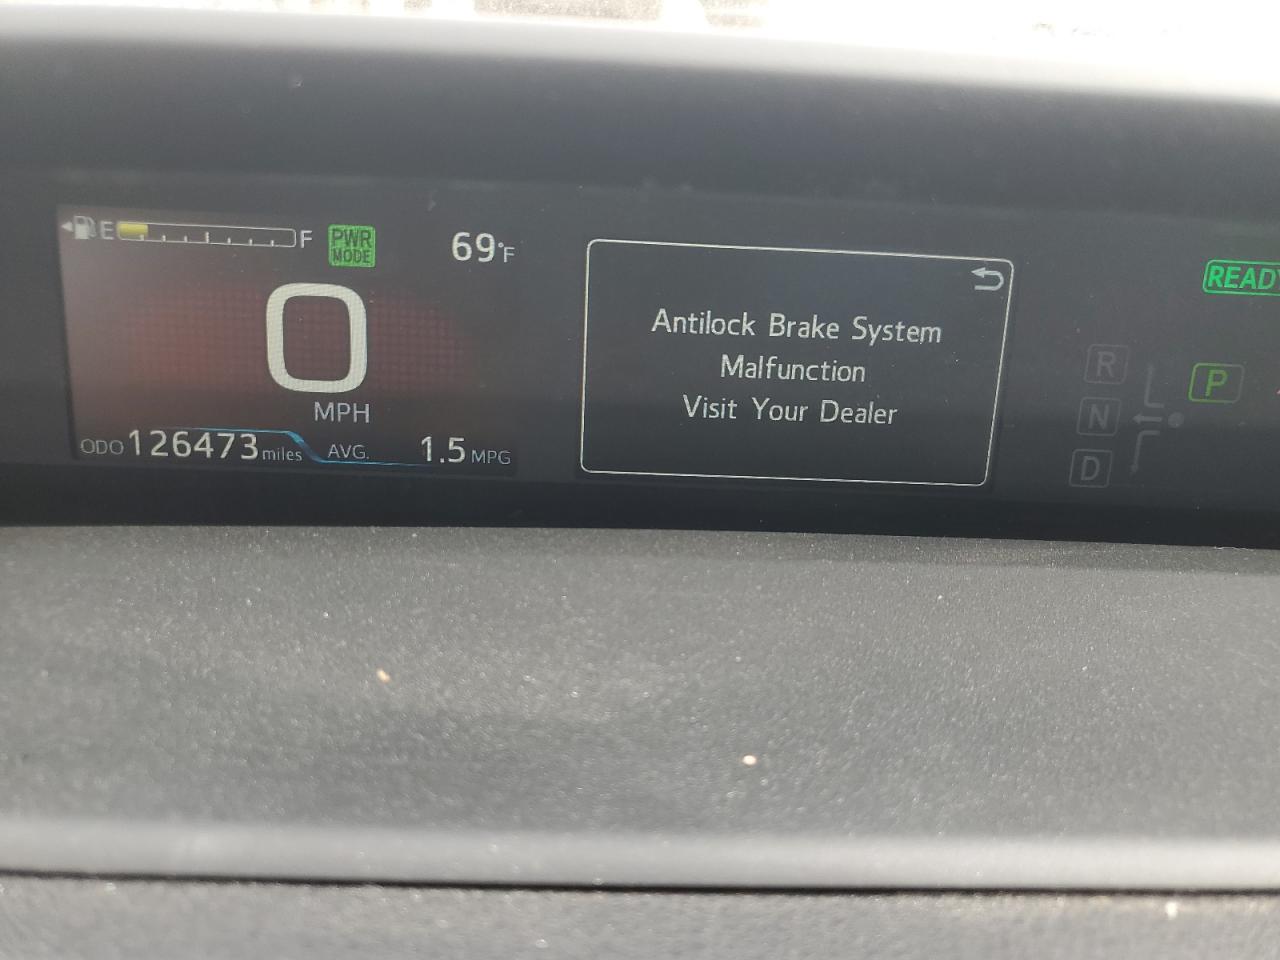 E F PWR MODE 69°F
0
MPH
ODO 126473 miles AVG. 1.5 MPG
Antilock Brake System
Malfunction
Visit Your Dealer
READY
R
N
D
P